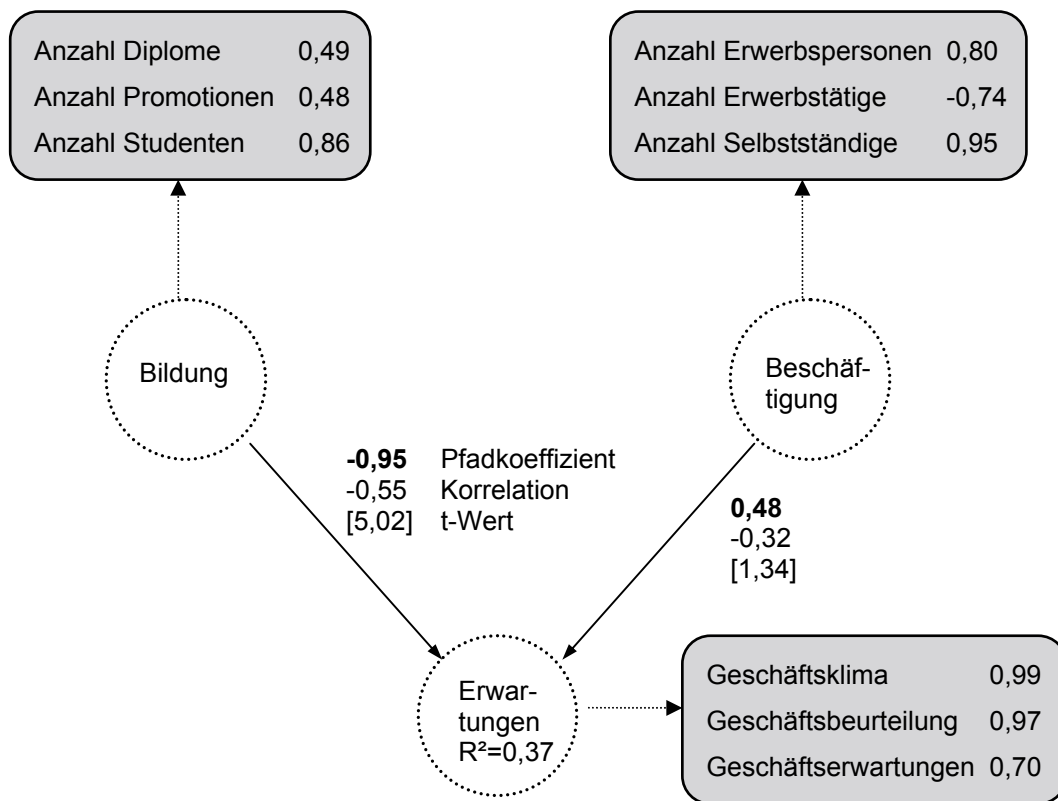 Anzahl Diplome 0,49
Anzahl Promotionen 0,48
Anzahl Studenten 0,86
Anzahl Erwerbspersonen 0,80
Anzahl Erwerbstätige -0,74
Anzahl Selbstständige 0,95
Bildung
Beschäf-
tigung
-0,95 Pfadkoeffizient
-0,55 Korrelation
[5,02] t-Wert
0,48
-0,32
[1,34]
Erwar-
tungen
R²=0,37
Geschäftsklima 0,99
Geschäftsbeurteilung 0,97
Geschäftserwartungen 0,70